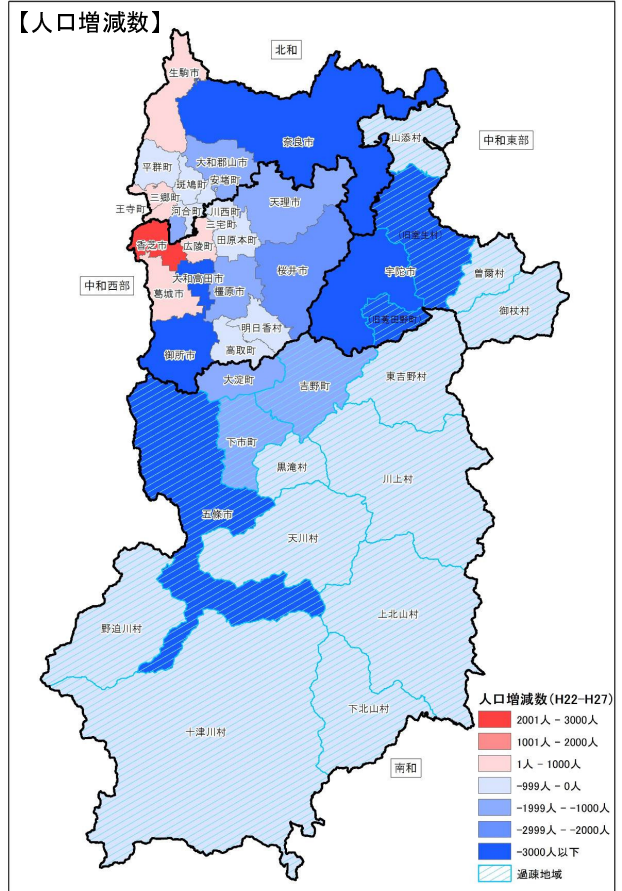 【人口増減数】
北和
生駒市
奈良市
山添村
中和東部
平群町
大和郡山市
斑鳩町
安堵町
三郷町
天理市
(旧室生村)
王寺町
河合町
川西町
三宅町
香芝市
広陵町
田原本町
桜井市
宇陀市
曽爾村
中和西部
大和高田市
葛城市
橿原市
御杖村
(旧菟田野町)
明日香村
御所市
高取町
東吉野村
大淀町
吉野町
下市町
黒滝村
川上村
五條市
天川村
上北山村
野迫川村
下北山村
十津川村
南和
人口増減数(H22-H27)
2001人 - 3000人
1001人 - 2000人
1人 - 1000人
-999人 - 0人
-1999人 - -1000人
-2999人 - -2000人
-3000人以下
過疎地域